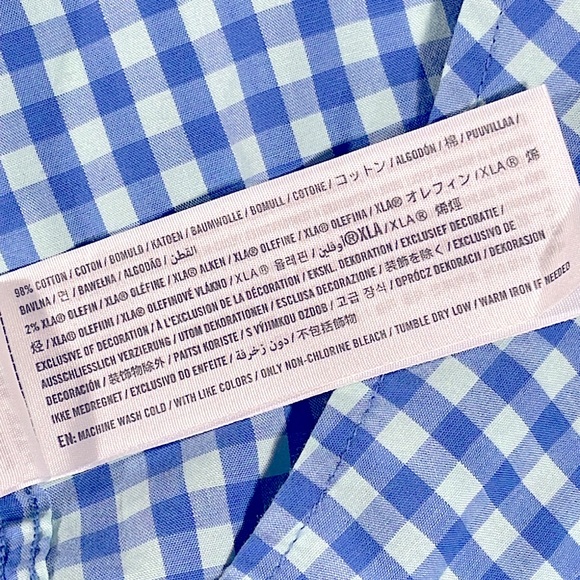 98% COTTON / COTON / BOMULD / KATOEN / BAUMWOLLE / BOMULL / COTONE / コットン / ALGODÓN / 棉 / PUUVILLAA /
BAVLNA / 면 / BAWEŁNA / ALGODÃO / القطن
2% XLA® OLEFIN / XLA® OLÉFINE / XLA® ALKEN / XLA® OLEFINE / XLA® OLEFINA / XLA® オレフィン / XLA® 烯
烃 / XLA® OLEFIINI / XLA® OLEFINOVÉ VLÁKNO / XLA® 올레핀 / أوفلين XLA® / XLA® 烯烴
EXCLUSIVE OF DECORATION / À L'EXCLUSION DE LA DÉCORATION / EKSKL. DEKORATION / EXCLUSIEF DECORATIE /
AUSSCHLIESSLICH VERZIERUNG / UTOM DEKORATIONEN / ESCLUSA DECORAZIONE / 装飾を除く / EXCLUSIVO DE
DECORACIÓN / 装饰物除外 / PAITSI KORISTE / S VÝJIMKOU OZDOB / 고급 장식 / OPRÓCZ DEKORACJI / DEKORASJON
IKKE MEDREGNET / EXCLUSIVO DO ENFEITE / دون زخرفة / 不包括飾物
EN: MACHINE WASH COLD / WITH LIKE COLORS / ONLY NON-CHLORINE BLEACH / TUMBLE DRY LOW / WARM IRON IF NEEDED